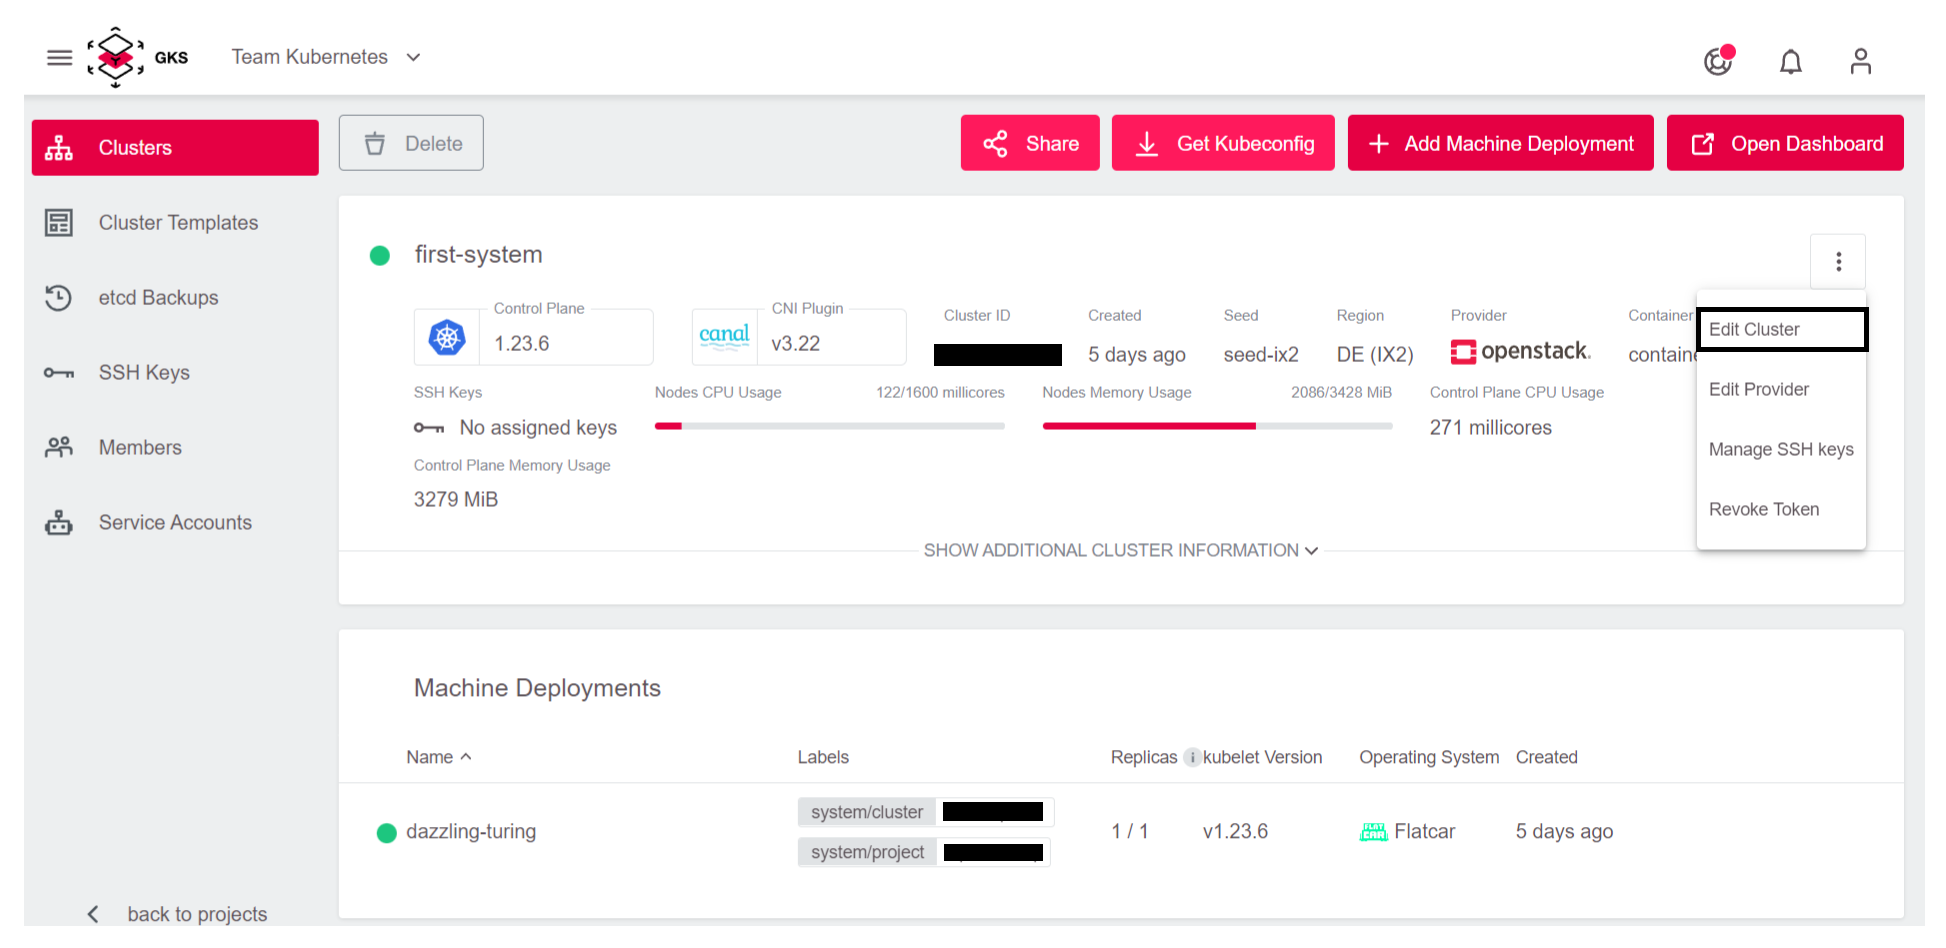 GKS
Team Kubernetes
Clusters
Cluster Templates
etcd Backups
SSH Keys
Members
Service Accounts
back to projects
Delete
Share
Get Kubeconfig
Add Machine Deployment
Open Dashboard
first-system
Control Plane
1.23.6
canal
CNI Plugin
v3.22
Cluster ID
Created
5 days ago
Seed
seed-ix2
Region
DE (IX2)
Provider
openstack.
Container
Edit Cluster
Edit Provider
Manage SSH keys
Revoke Token
SSH Keys
No assigned keys
Nodes CPU Usage
122/1600 millicores
Nodes Memory Usage
2086/3428 MiB
Control Plane CPU Usage
271 millicores
Control Plane Memory Usage
3279 MiB
SHOW ADDITIONAL CLUSTER INFORMATION
Machine Deployments
Name
Labels
Replicas
kubelet Version
Operating System
Created
dazzling-turing
system/cluster
system/project
1 / 1
v1.23.6
FLAT CAR
Flatcar
5 days ago